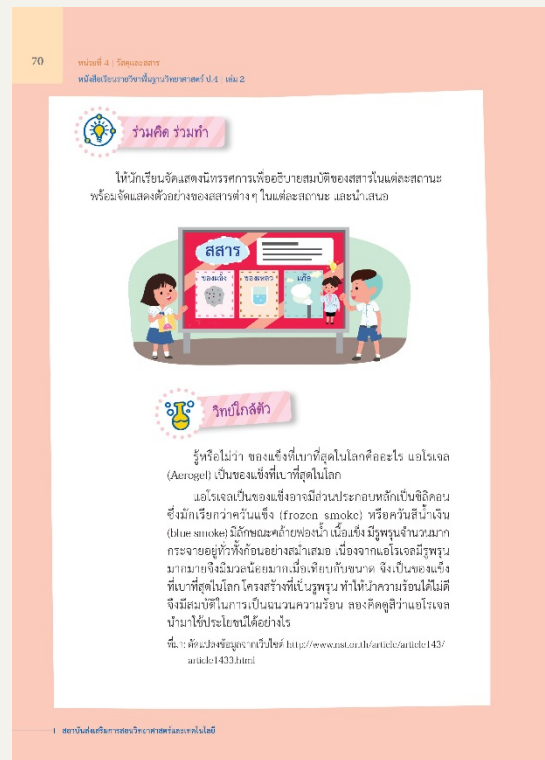 70
หน่วยที่ 4 | วัสดุและสสาร
หนังสือเรียนรายวิชาพื้นฐานวิทยาศาสตร์ ป.4 | เล่ม 2
ร่วมคิด ร่วมทำ
ให้นักเรียนจัดแสดงนิทรรศการเพื่ออธิบายสมบัติของสสารในแต่ละสถานะ
พร้อมจัดแสดงตัวอย่างของสสารต่าง ๆ ในแต่ละสถานะ และนำเสนอ
สสาร
ของแข็ง ของเหลว แก๊ส
วิทย์ใกล้ตัว
รู้หรือไม่ว่า ของแข็งที่เบาที่สุดในโลกคืออะไร แอโรเจล
(Aerogel) เป็นของแข็งที่เบาที่สุดในโลก
แอโรเจลเป็นของแข็งอาจมีส่วนประกอบหลักเป็นซิลิคอน
ซึ่งมักเรียกว่าควันแข็ง (frozen smoke) หรือควันสีน้ำเงิน
(blue smoke) มีลักษณะคล้ายฟองน้ำ เนื้อแข็ง มีรูพรุนจำนวนมาก
กระจายอยู่ทั่วทั้งก้อนอย่างสม่ำเสมอ เนื่องจากแอโรเจลมีรูพรุน
มากมายจึงมีมวลน้อยมากเมื่อเทียบกับขนาด จึงเป็นของแข็ง
ที่เบาที่สุดในโลก โครงสร้างที่เป็นรูพรุน ทำให้นำความร้อนได้ไม่ดี
จึงมีสมบัติในการเป็นฉนวนความร้อน ลองคิดดูสิว่าแอโรเจล
นำมาใช้ประโยชน์ได้อย่างไร
ที่มา: ดัดแปลงข้อมูลจากเว็บไซต์ http://www.nst.or.th/article/article143/
article1433.html
สถาบันส่งเสริมการสอนวิทยาศาสตร์และเทคโนโลยี